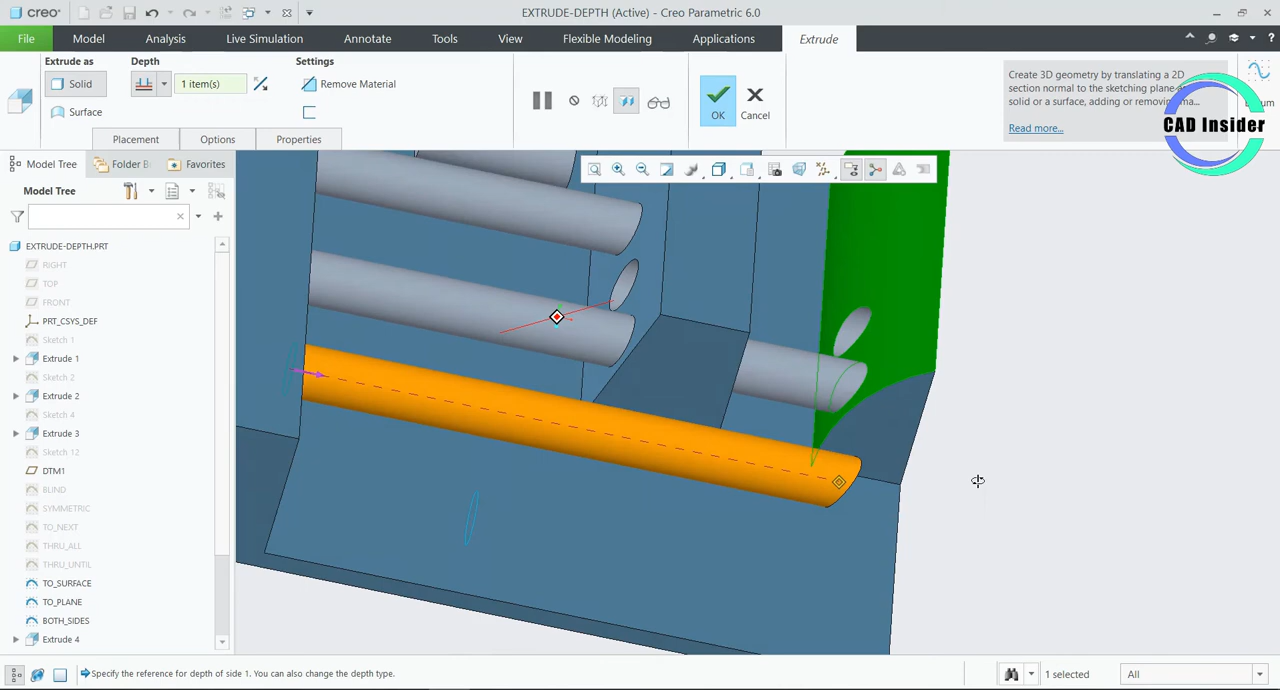 creo
EXTRUDE-DEPTH (Active) - Creo Parametric 6.0
File Model Analysis Live Simulation Annotate Tools View Flexible Modeling Applications Extrude
Extrude as Depth Settings
Solid 1 item(s) Remove Material
Surface
OK Cancel
Placement Options Properties
Create 3D geometry by translating a 2D
section normal to the sketching plane
solid or a surface, adding or removing ma...
Read more...
CAD Insider
Model Tree Folder B Favorites
Model Tree
EXTRUDE-DEPTH.PRT
RIGHT
TOP
FRONT
PRT_CSYS_DEF
Sketch 1
Extrude 1
Sketch 2
Extrude 2
Sketch 4
Extrude 3
Sketch 12
DTM1
BLIND
SYMMETRIC
TO_NEXT
THRU_ALL
THRU_UNTIL
TO_SURFACE
TO_PLANE
BOTH_SIDES
Extrude 4
Specify the reference for depth of side 1. You can also change the depth type.
1 selected
All